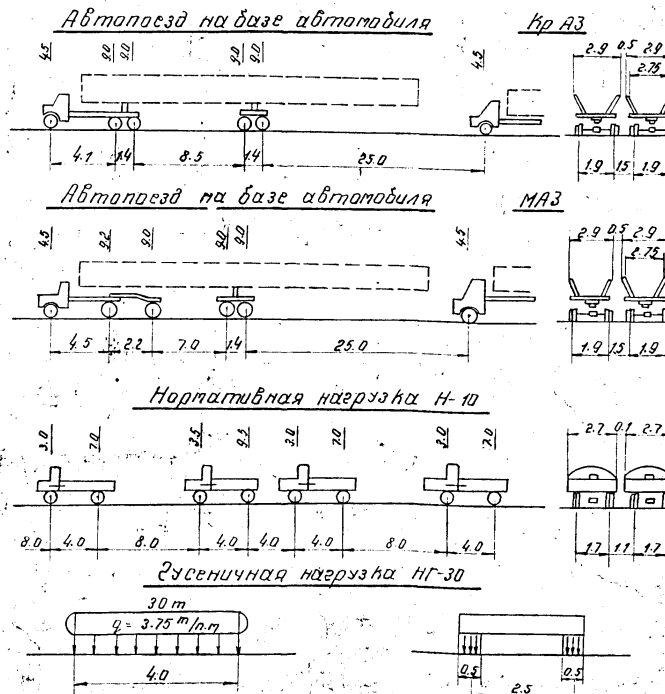 Автопоезд на базе автомобиля КрАЗ
4.5 9.0 9.0 9.0 9.0 4.5
2.9 0.5 2.9
2.75
4.1 1.4 8.5 1.4 25.0
1.9 1.5 1.9
Автопоезд на базе автомобиля МАЗ
4.5 9.2 9.0 9.0 9.0 4.5
2.9 0.5 2.9
2.75
4.5 2.2 7.0 1.4 25.0
1.9 1.5 1.9
Нормативная нагрузка Н-10
3.0 7.0 3.5 9.5 3.0 7.0 3.0 7.0
2.7 0.1 2.7
8.0 4.0 8.0 4.0 4.0 4.0 8.0 4.0
1.7 1.1 1.7
Гусеничная нагрузка НГ-30
30 т
q = 3.75 т/п.м
4.0
0.5 0.5
2.5